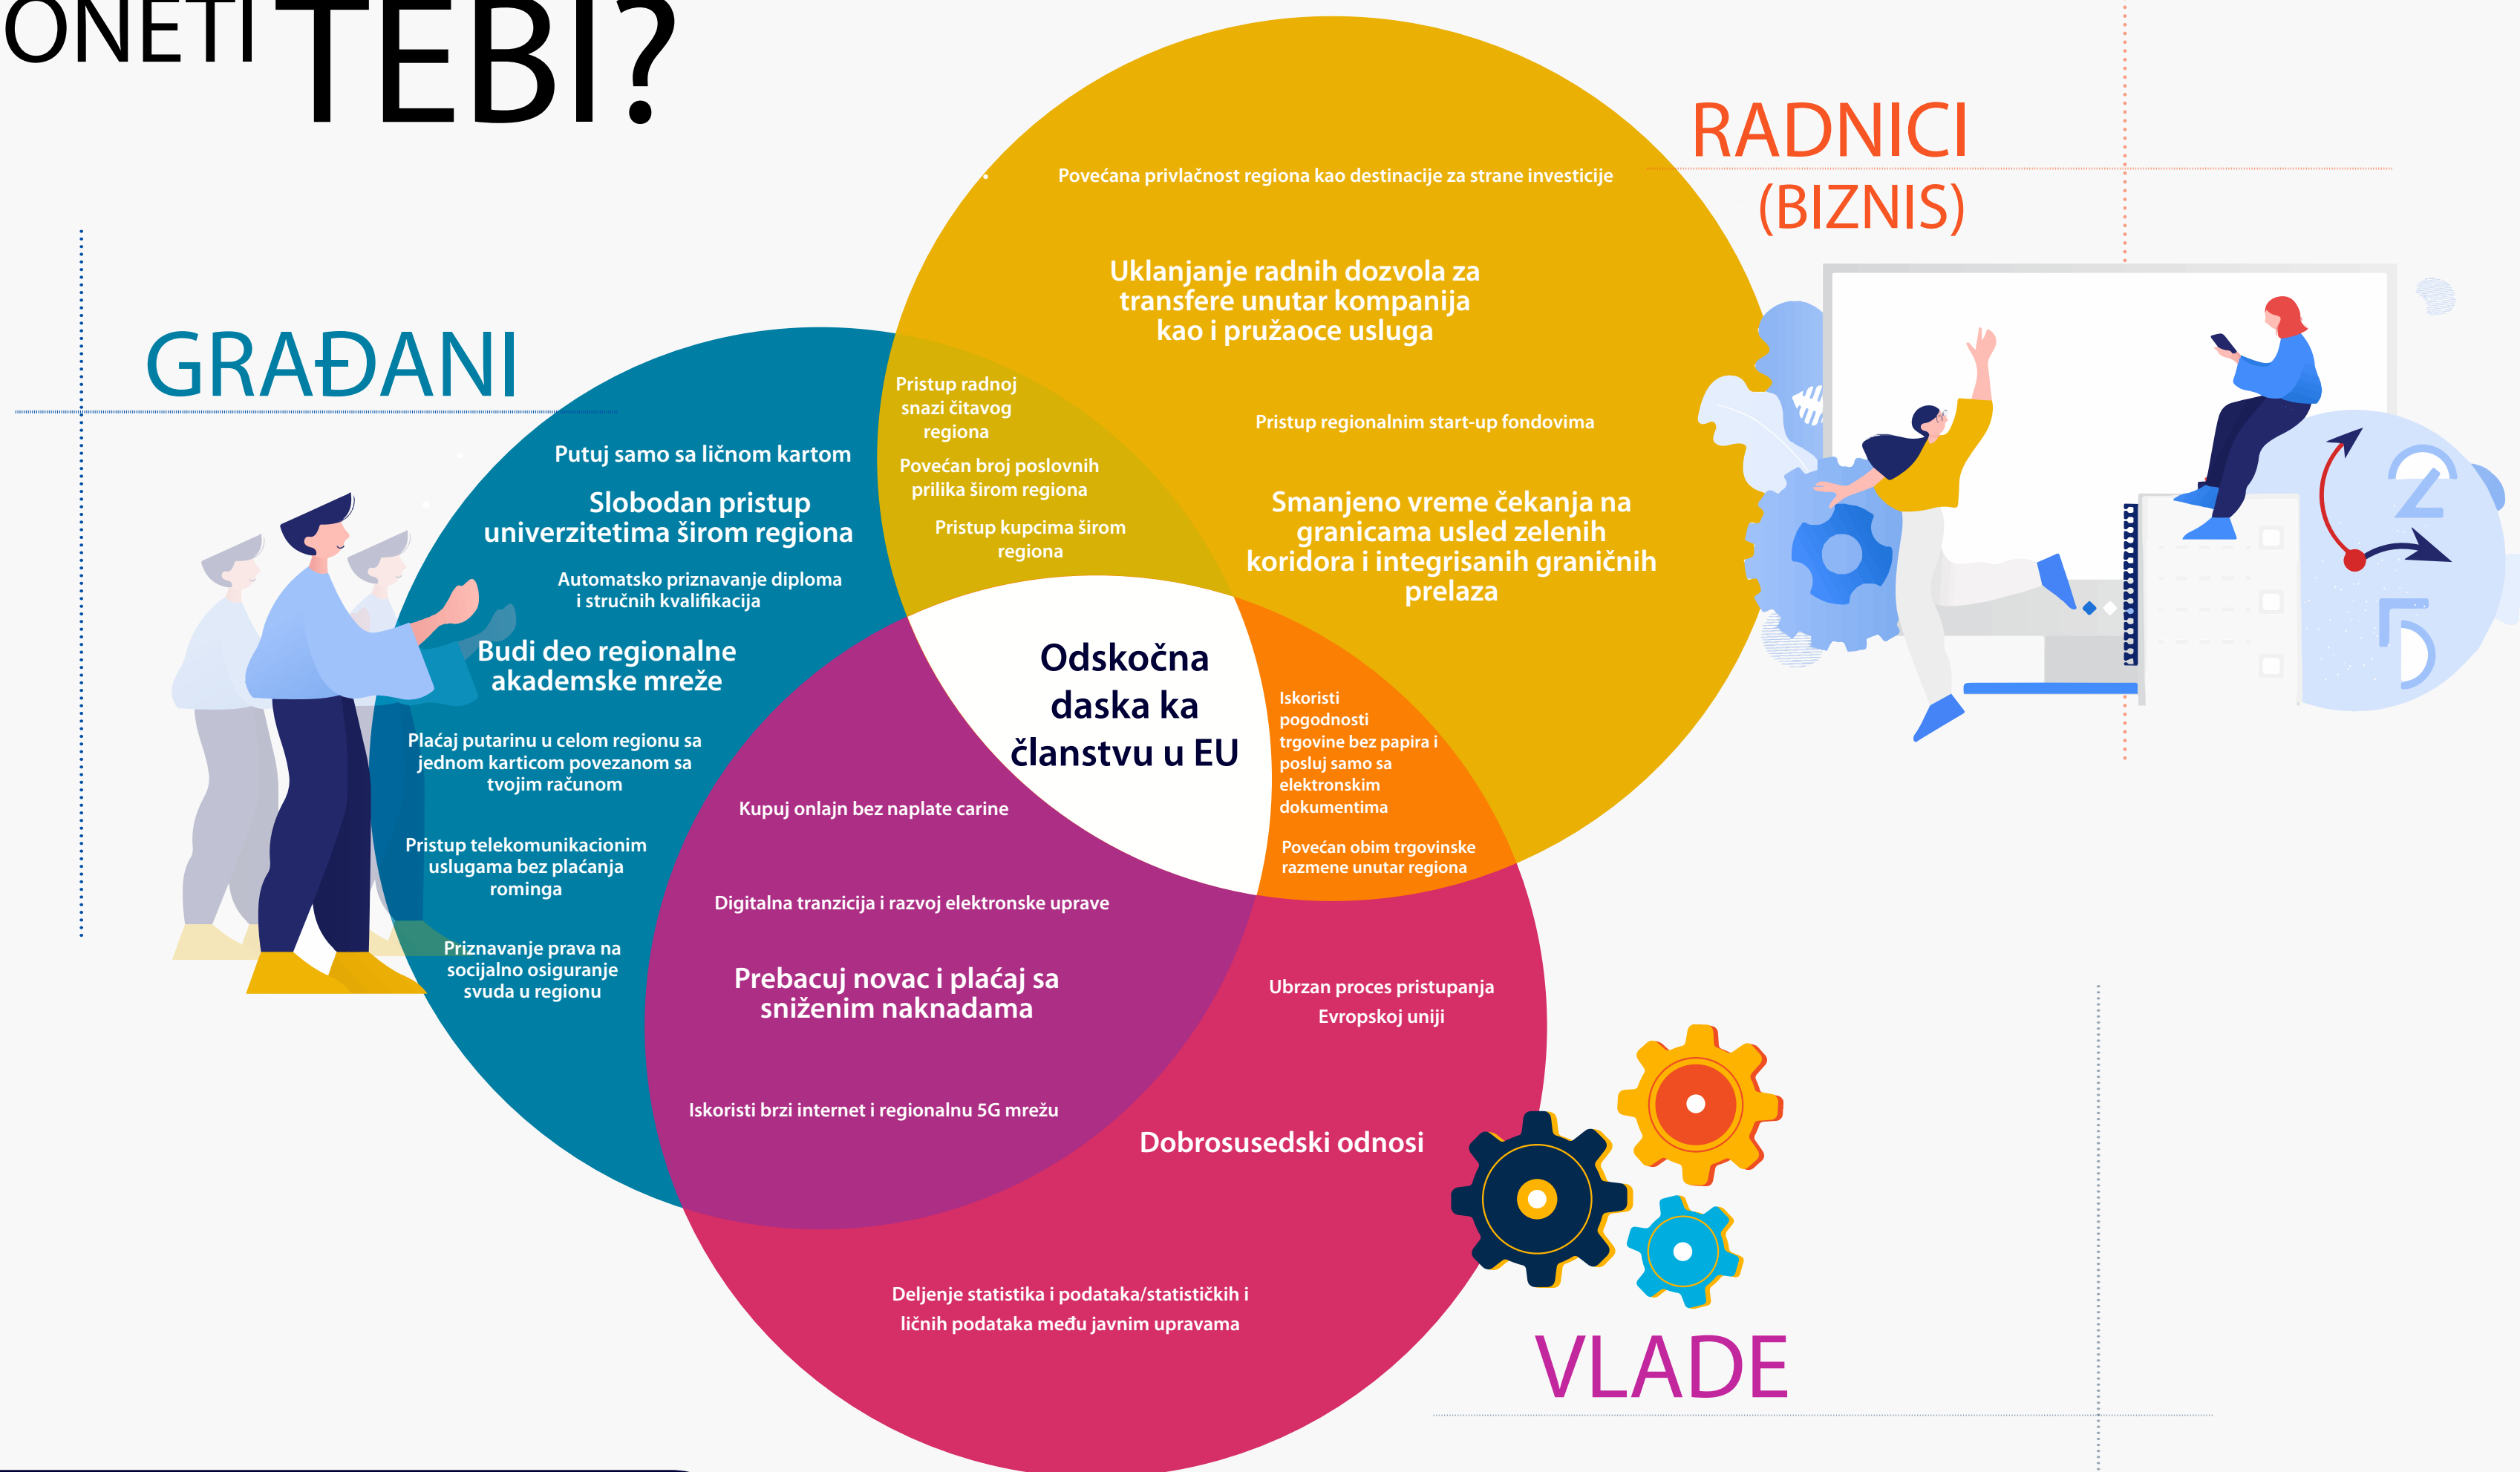 ONETI TEBI?
RADNICI
(BIZNIS)
Povećana privlačnost regiona kao destinacije za strane investicije
Uklanjanje radnih dozvola za
transfere unutar kompanija
kao i pružaoce usluga
Pristup regionalnim start-up fondovima
Smanjeno vreme čekanja na
granicama usled zelenih
koridora i integrisanih graničnih
prelaza
GRAĐANI
Putuj samo sa ličnom kartom
Slobodan pristup
univerzitetima širom regiona
Automatsko priznavanje diploma
i stručnih kvalifikacija
Budi deo regionalne
akademske mreže
Plaćaj putarinu u celom regionu sa
jednom karticom povezanom sa
tvojim računom
Pristup telekomunikacionim
uslugama bez plaćanja
rominga
Priznavanje prava na
socijalno osiguranje
svuda u regionu
Pristup radnoj
snazi čitavog
regiona
Povećan broj poslovnih
prilika širom regiona
Pristup kupcima širom
regiona
Odskočna
daska ka
članstvu u EU
Iskoristi
pogodnosti
trgovine bez papira i
posluj samo sa
elektronskim
dokumentima
Povećan obim trgovinske
razmene unutar regiona
Kupuj onlajn bez naplate carine
Digitalna tranzicija i razvoj elektronske uprave
Prebacuj novac i plaćaj sa
sniženim naknadama
Iskoristi brzi internet i regionalnu 5G mrežu
Ubrzan proces pristupanja
Evropskoj uniji
Dobrosusedski odnosi
Deljenje statistika i podataka/statističkih i
ličnih podataka među javnim upravama
VLADE
2
5